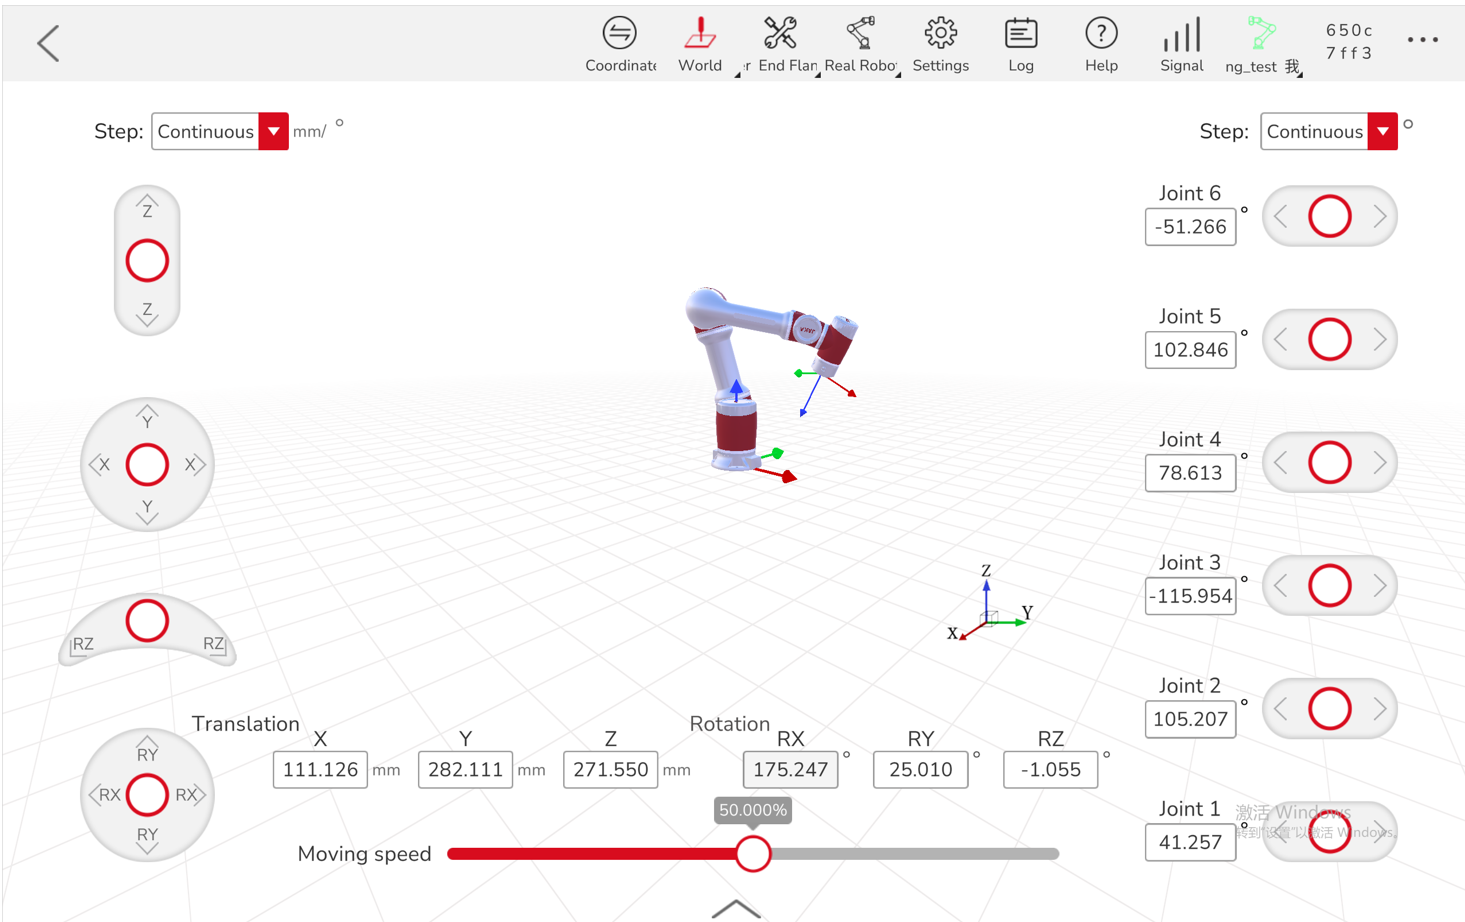 Coordinate
World
er
End Flan
Real Robo
Settings
Log
? Help
Signal
ng_test 我
650c
7ff3
Step: Continuous mm/ °
Step: Continuous °
Z
Z
Y
X X
Y
RZ RZ
RY
RX RX
RY
Joint 6
-51.266 °
Joint 5
102.846 °
Joint 4
78.613 °
Joint 3
-115.954 °
Joint 2
105.207 °
Joint 1
41.257 °
JAKA
Z
Y
X
Translation
X Y Z
111.126 mm 282.111 mm 271.550 mm
Rotation
RX RY RZ
175.247 ° 25.010 ° -1.055 °
50.000%
Moving speed
激活 Windows
转到"设置"以激活 Windows。